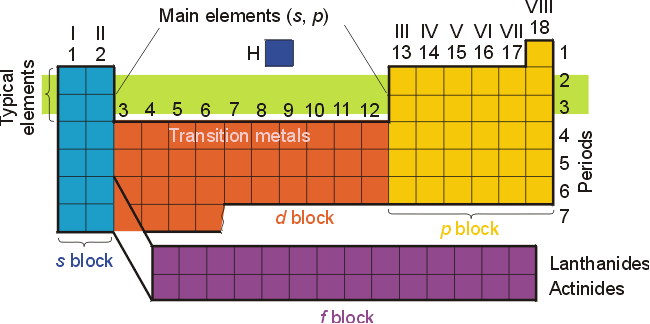 VIII
Main elements (s, p)
18
I II
III IV V VI VII
1 2
H
13 14 15 16 17
1
Typical
elements
2
3 4 5 6 7 8 9 10 11 12
3
Transition metals
4
5
6
7
Periods
s block
d block
p block
Lanthanides
Actinides
f block